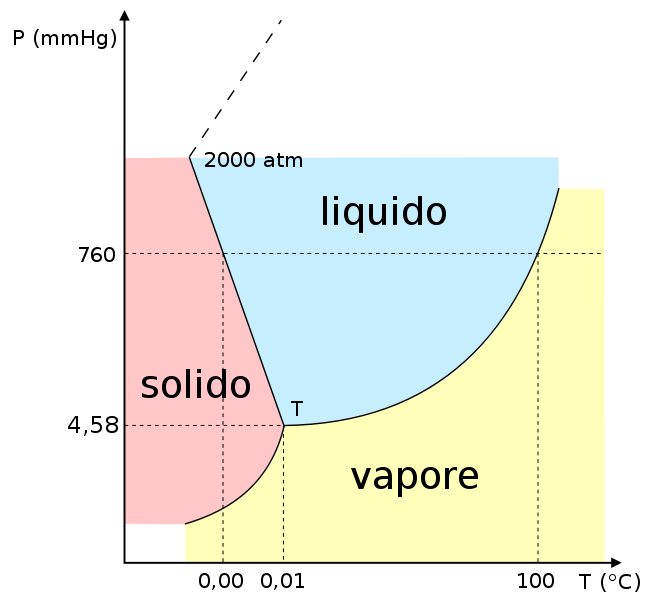 P (mmHg)
2000 atm
liquido
760
solido
T
4,58
vapore
0,00
0,01
100
T (°C)